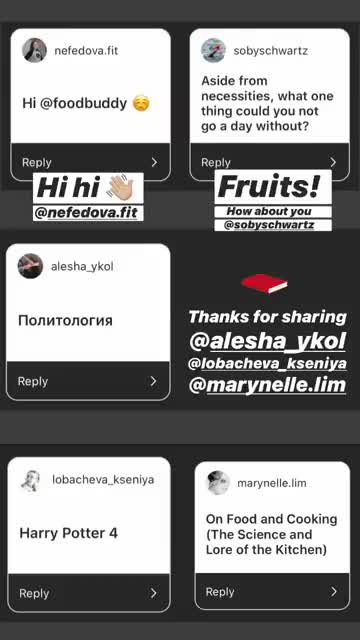 nefedova.fit
Hi @foodbuddy ☺️
Reply
Hi hi 👋🏼
@nefedova.fit
sobyschwartz
Aside from
necessities, what one
thing could you not
go a day without?
Reply
Fruits!
How about you
@sobyschwartz
alesha_ykol
Политология
Reply
Thanks for sharing
@alesha_ykol
@lobacheva_kseniya
@marynelle.lim
lobacheva_kseniya
Harry Potter 4
Reply
marynelle.lim
On Food and Cooking
(The Science and
Lore of the Kitchen)
Reply